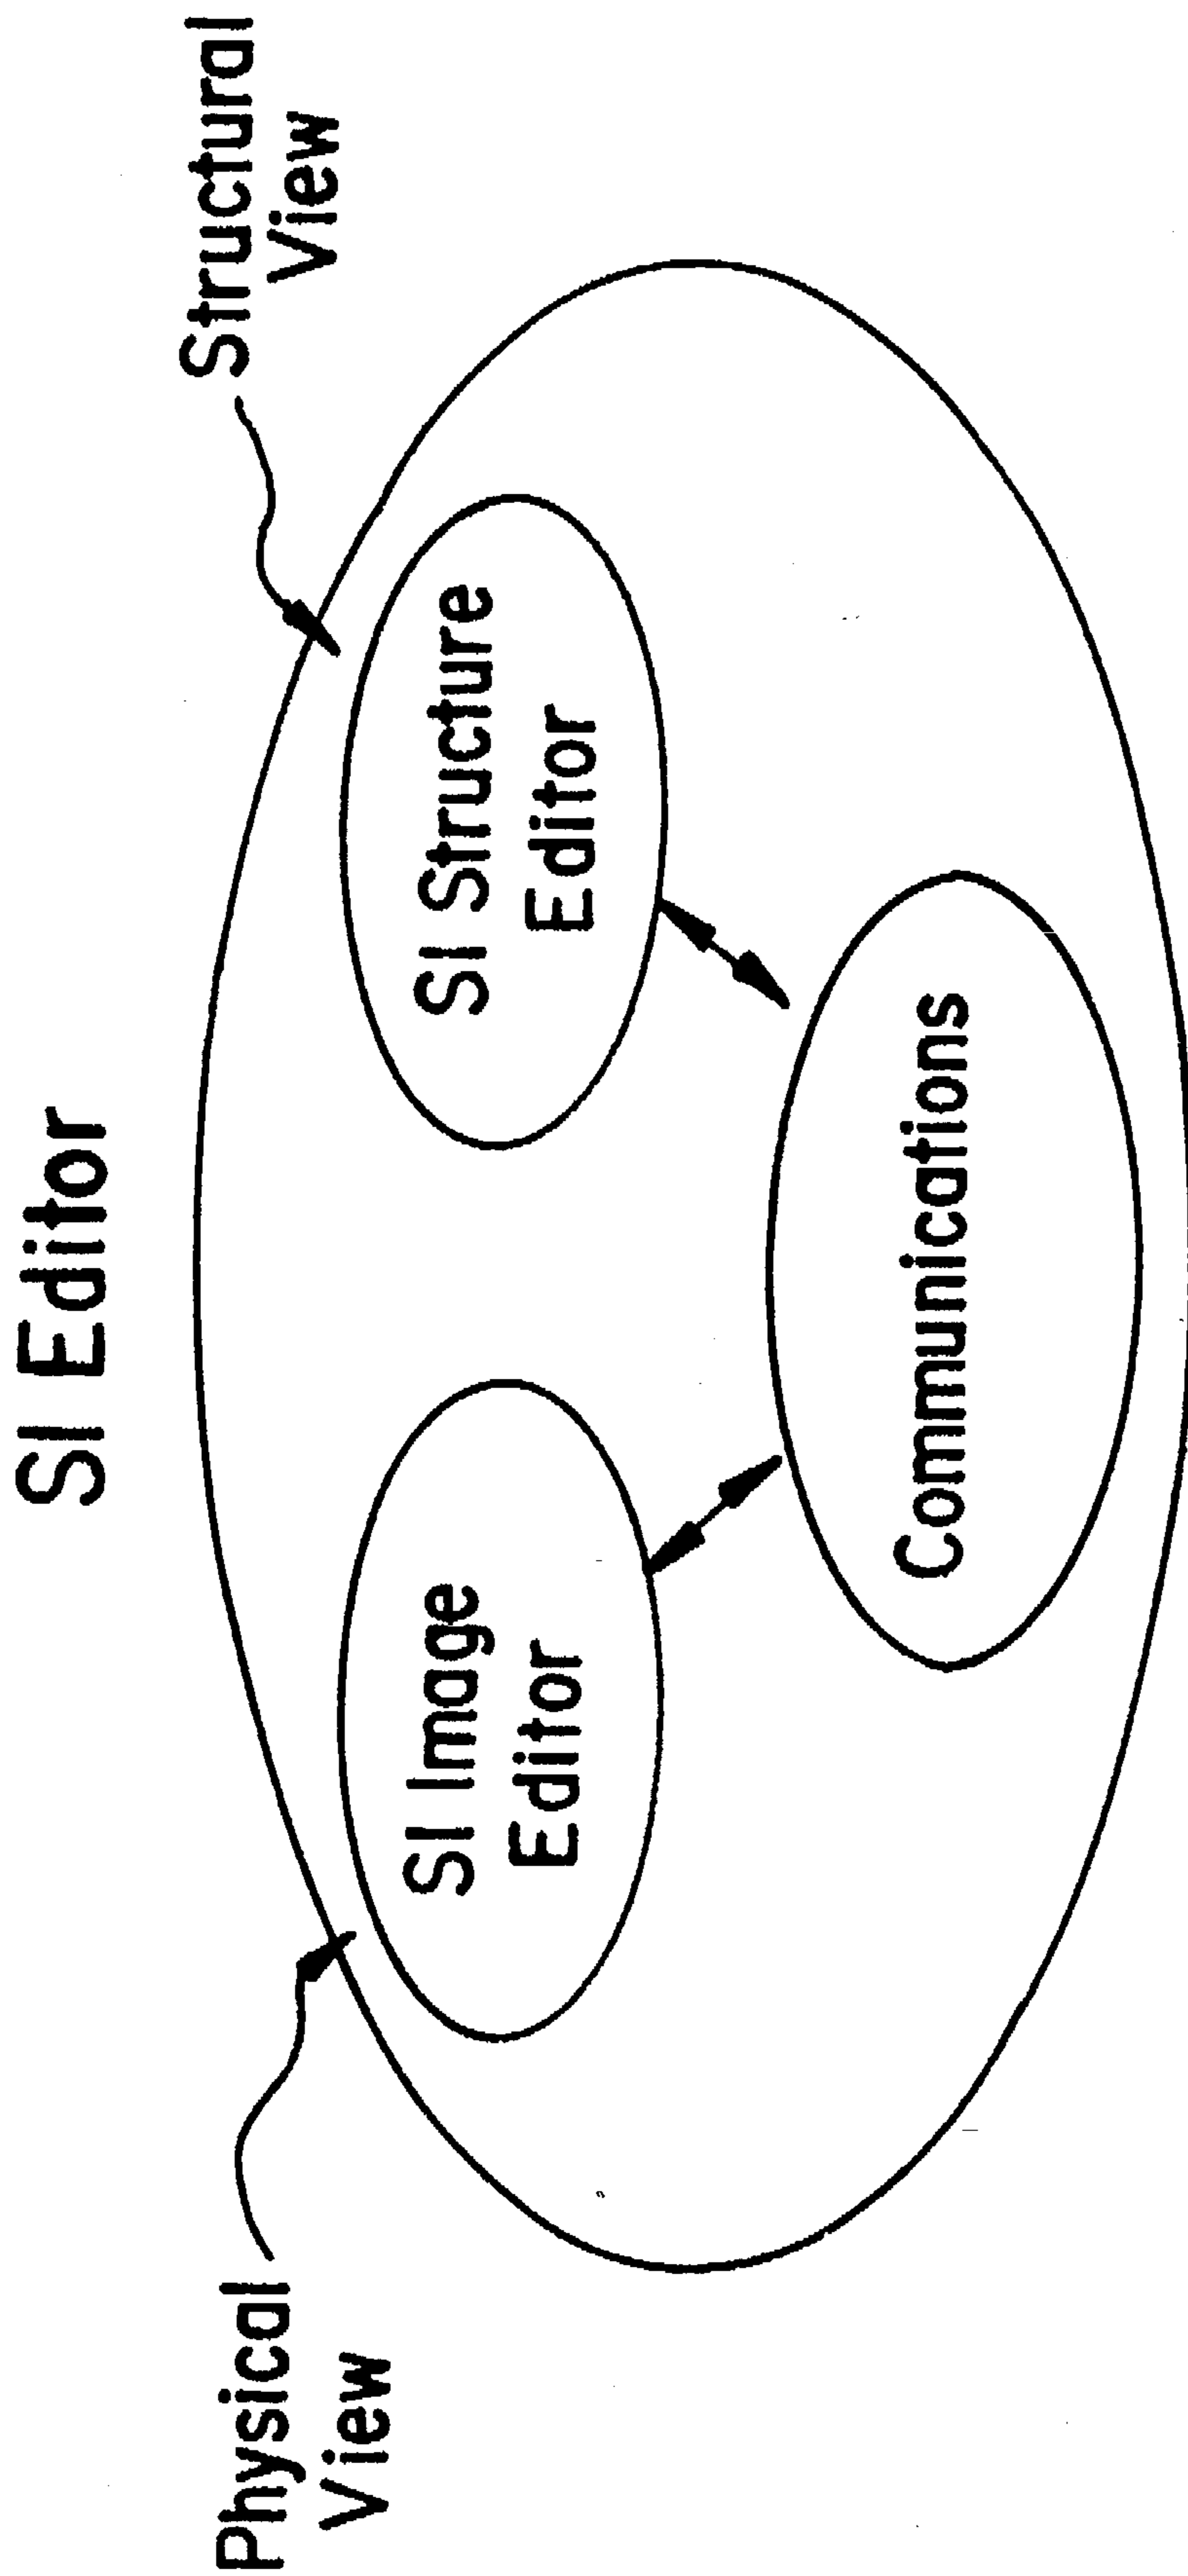 SI Editor
Physical
View
Structural
View
SI Image
Editor
SI Structure
Editor
Communications